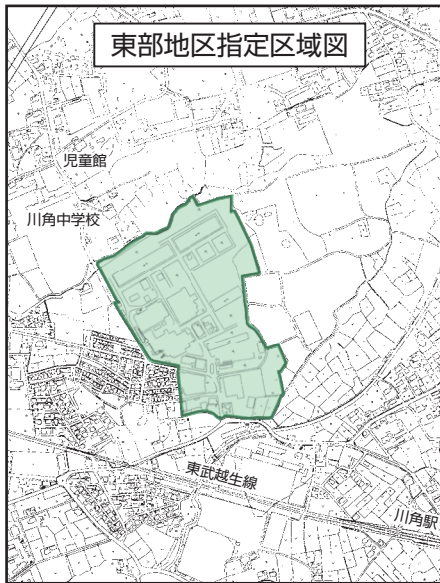 東部地区指定区域図
児童館
川角中学校
東武越生線
川角駅